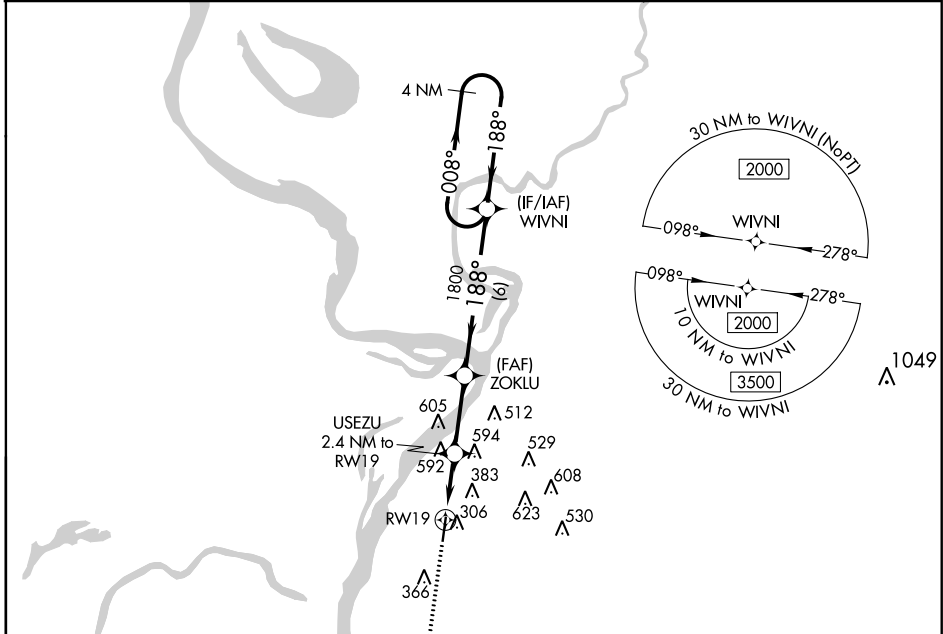 4 NM
188°
008°
(IF/IAF)
WIVNI
1800
188°
(6)
(FAF)
ZOKLU
605
512
USEZU
2.4 NM to
RW19
592
594
529
383
608
623
RW19
306
530
366
30 NM to WIVNI (NoPT)
2000
WIVNI
098°
278°
098°
278°
WIVNI
2000
10 NM to WIVNI
3500
30 NM to WIVNI
1049